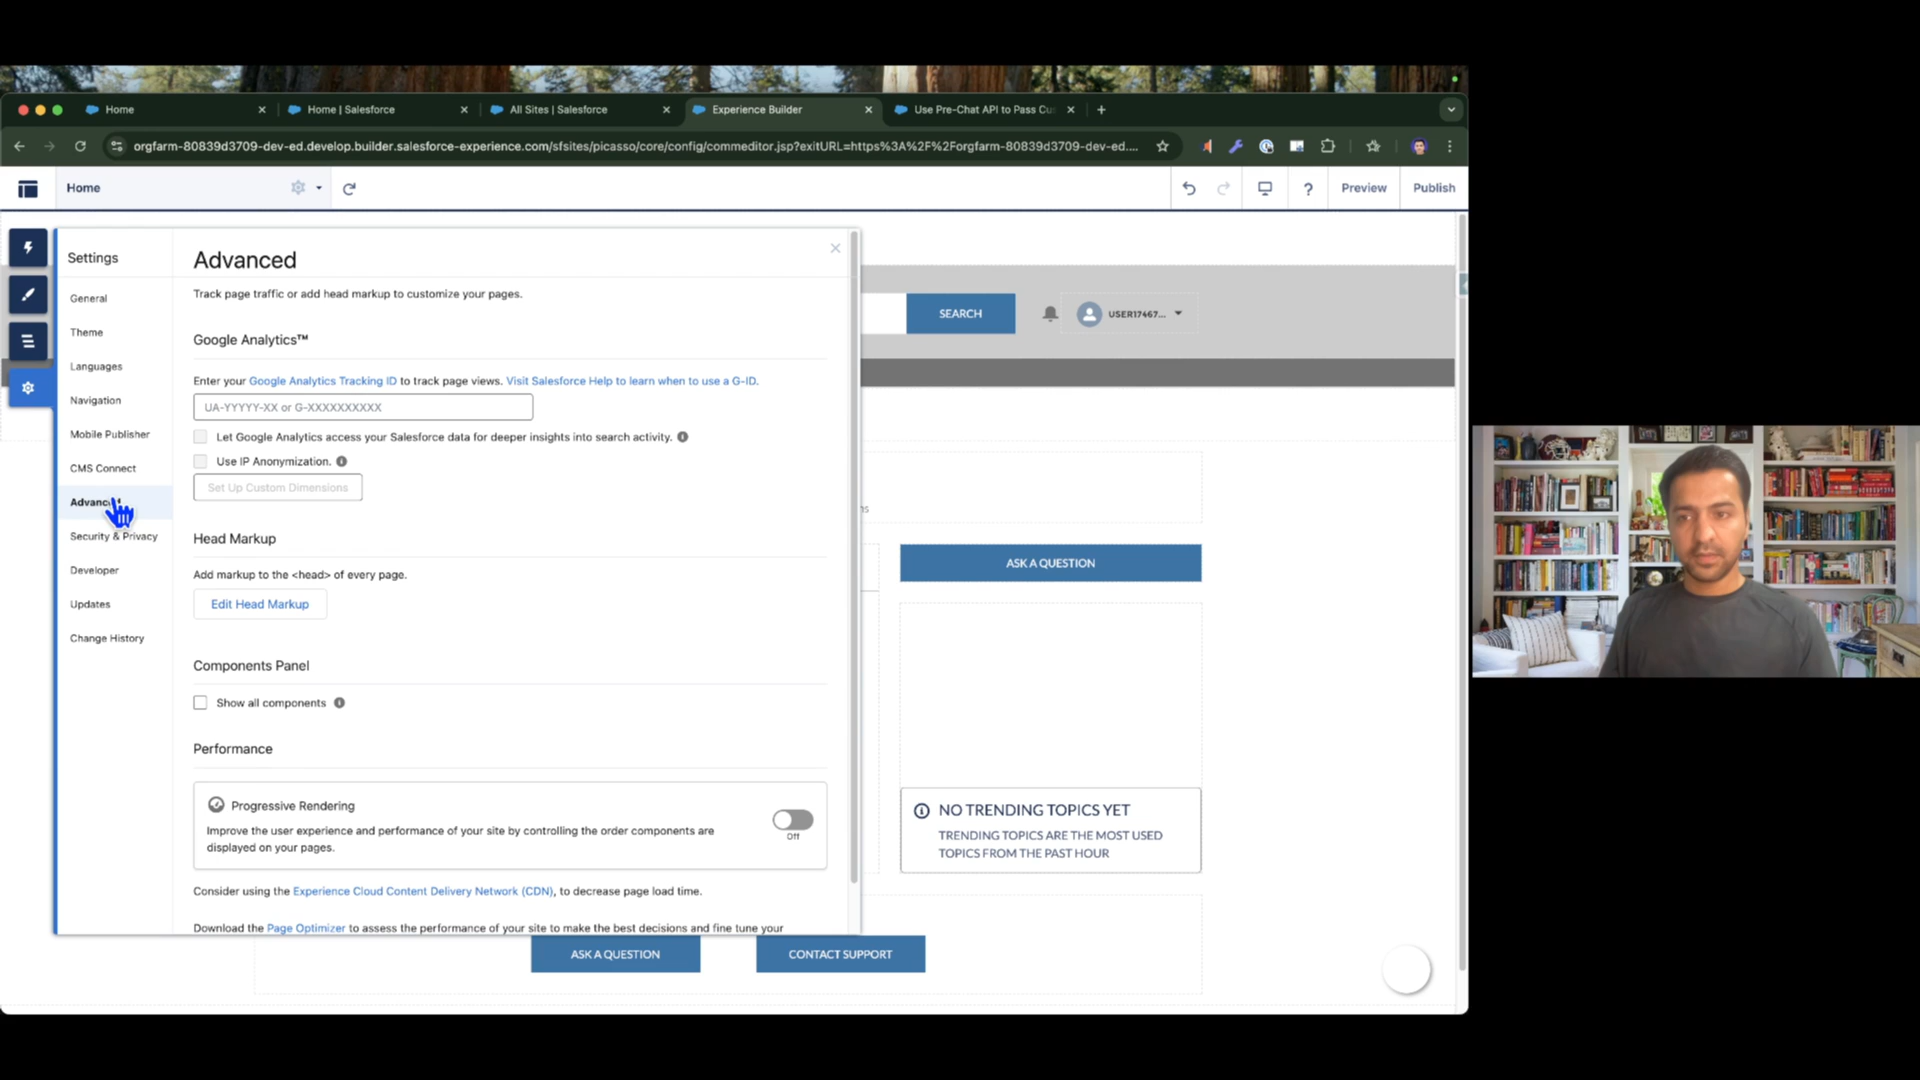 Home
Home | Salesforce
All Sites | Salesforce
Experience Builder
Use Pre-Chat API to Pass Cus
orgfarm-80839d3709-dev-ed.develop.builder.salesforce-experience.com/sfsites/picasso/core/config/commeditor.jsp?exitURL=https%3A%2F%2Forgfarm-80839d3709-dev-ed....
Home
?
Preview
Publish
Settings
General
Theme
Languages
Navigation
Mobile Publisher
CMS Connect
Advanced
Security & Privacy
Developer
Updates
Change History
Advanced
Track page traffic or add head markup to customize your pages.
Google Analytics™
Enter your Google Analytics Tracking ID to track page views. Visit Salesforce Help to learn when to use a G-ID.
UA-YYYYY-XX or G-XXXXXXXXXX
Let Google Analytics access your Salesforce data for deeper insights into search activity.
Use IP Anonymization.
Set Up Custom Dimensions
Head Markup
Add markup to the <head> of every page.
Edit Head Markup
Components Panel
Show all components
Performance
Progressive Rendering
Improve the user experience and performance of your site by controlling the order components are
displayed on your pages.
Off
Consider using the Experience Cloud Content Delivery Network (CDN), to decrease page load time.
Download the Page Optimizer to assess the performance of your site to make the best decisions and fine tune your
SEARCH
USER17467...
ns
ASK A QUESTION
NO TRENDING TOPICS YET
TRENDING TOPICS ARE THE MOST USED
TOPICS FROM THE PAST HOUR
ASK A QUESTION
CONTACT SUPPORT